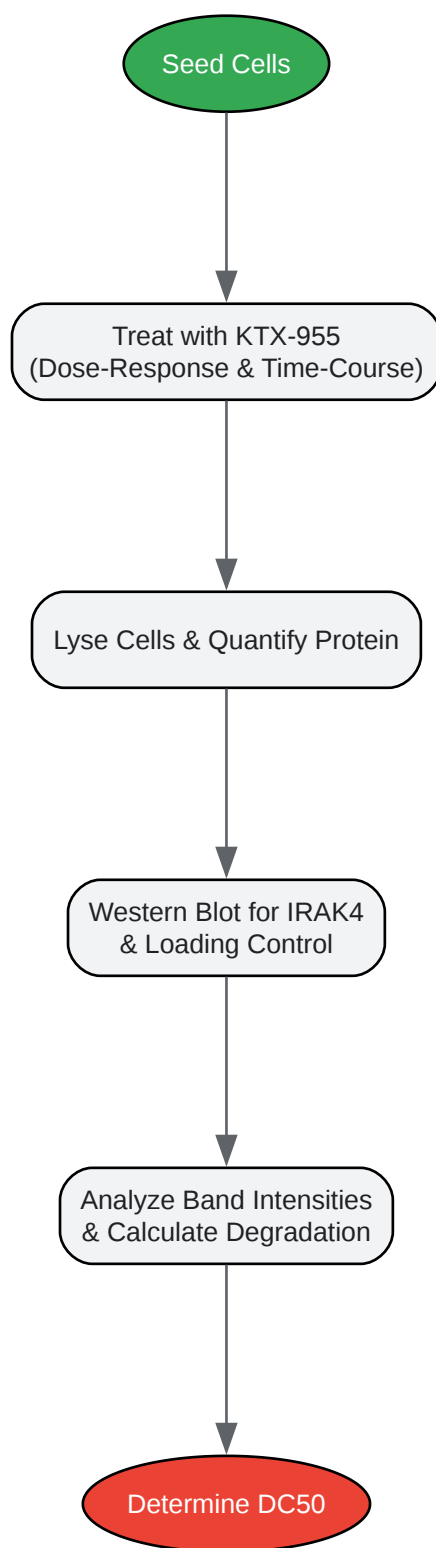 Seed Cells
Treat with KTX-955
(Dose-Response & Time-Course)
Lyse Cells & Quantify Protein
Western Blot for IRAK4
& Loading Control
Analyze Band Intensities
& Calculate Degradation
Determine DC50